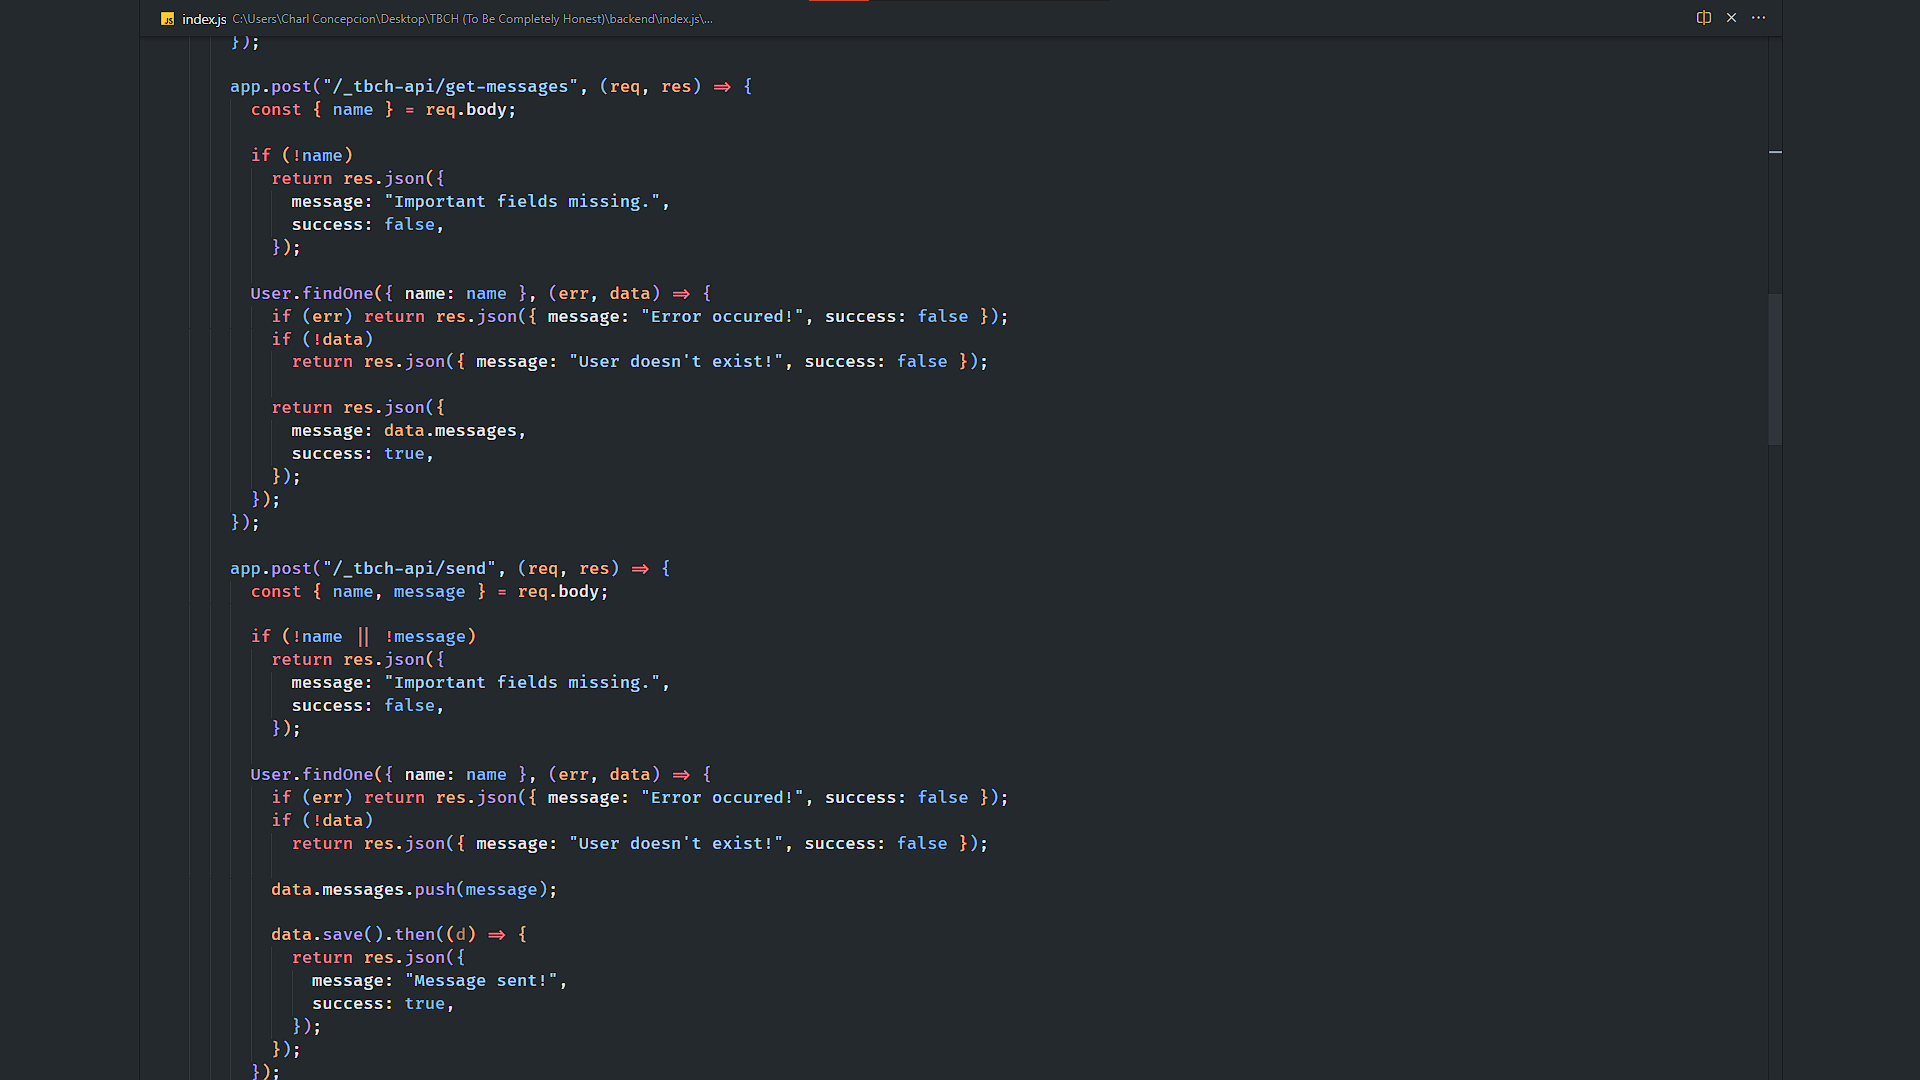 JS index.js C:\Users\Charl Concepcion\Desktop\TBCH (To Be Completely Honest)\backend\index.js\...
});
app.post("/_tbch-api/get-messages", (req, res) => {
const { name } = req.body;
if (!name)
return res.json({
message: "Important fields missing.",
success: false,
});
User.findOne({ name: name }, (err, data) => {
if (err) return res.json({ message: "Error occured!", success: false });
if (!data)
return res.json({ message: "User doesn't exist!", success: false });
return res.json({
message: data.messages,
success: true,
});
});
});
app.post("/_tbch-api/send", (req, res) => {
const { name, message } = req.body;
if (!name || !message)
return res.json({
message: "Important fields missing.",
success: false,
});
User.findOne({ name: name }, (err, data) => {
if (err) return res.json({ message: "Error occured!", success: false });
if (!data)
return res.json({ message: "User doesn't exist!", success: false });
data.messages.push(message);
data.save().then((d) => {
return res.json({
message: "Message sent!",
success: true,
});
});
});